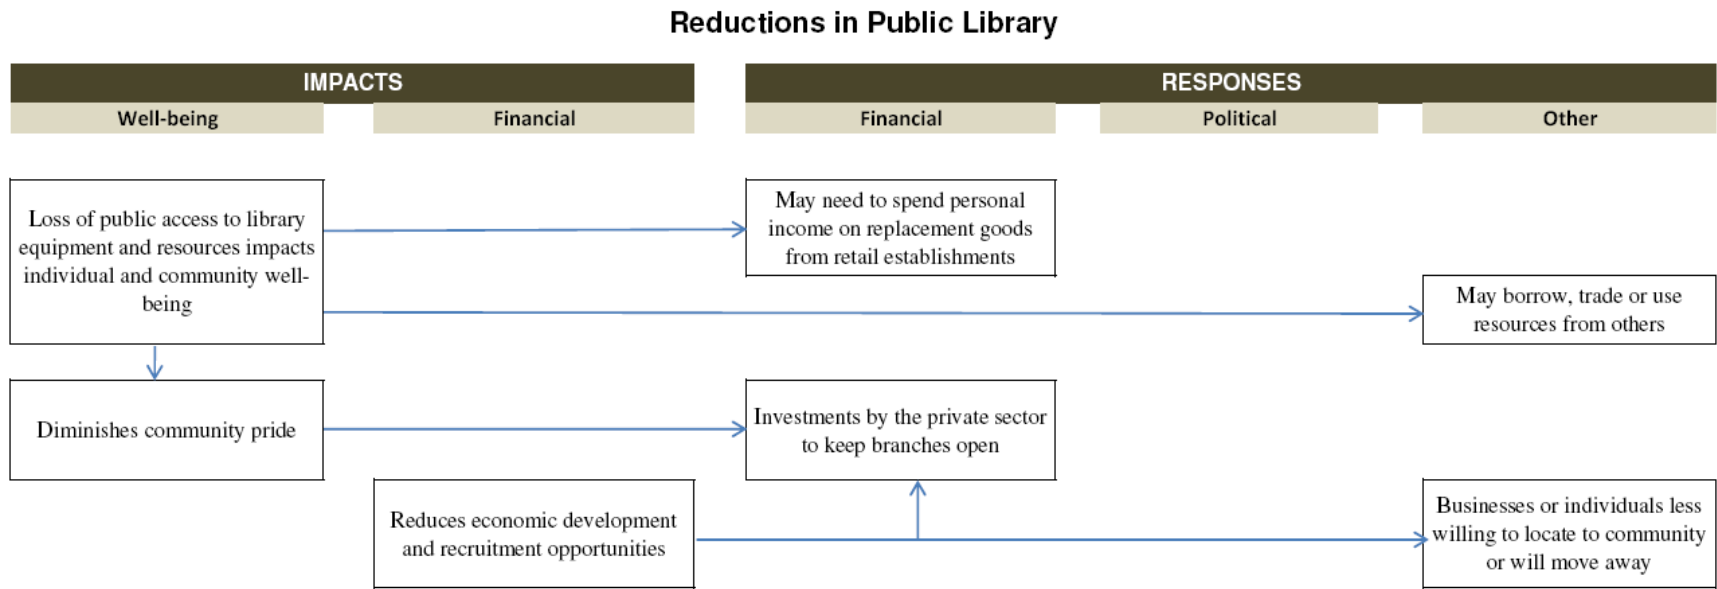 Reductions in Public Library
IMPACTS
RESPONSES
Well-being
Financial
Financial
Political
Other
Loss of public access to library
equipment and resources impacts
individual and community well-
being
May need to spend personal
income on replacement goods
from retail establishments
May borrow, trade or use
resources from others
Diminishes community pride
Investments by the private sector
to keep branches open
Reduces economic development
and recruitment opportunities
Businesses or individuals less
willing to locate to community
or will move away